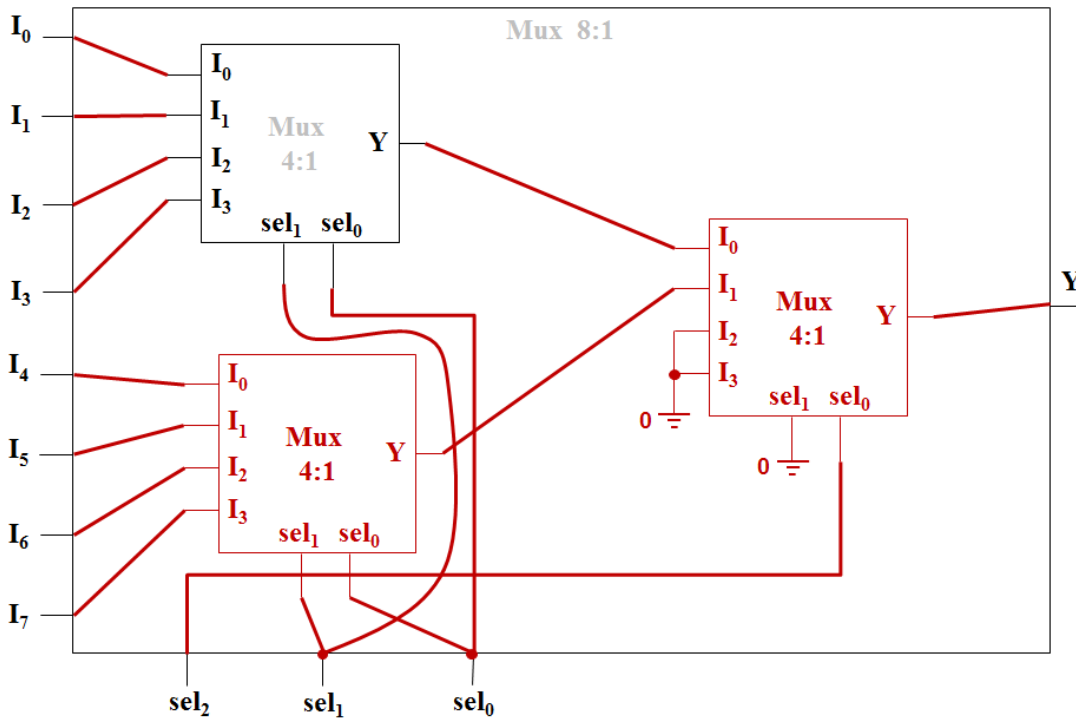 Mux 8:1
I₀
I₁
I₂
I₃
I₄
I₅
I₆
I₇
I₀
I₁
I₂
I₃
Mux
4:1
Y
sel₁ sel₀
I₀
I₁
I₂
I₃
Mux
4:1
Y
sel₁ sel₀
I₀
I₁
I₂
I₃
Mux
4:1
Y
sel₁ sel₀
0
0
Y
sel₂ sel₁ sel₀